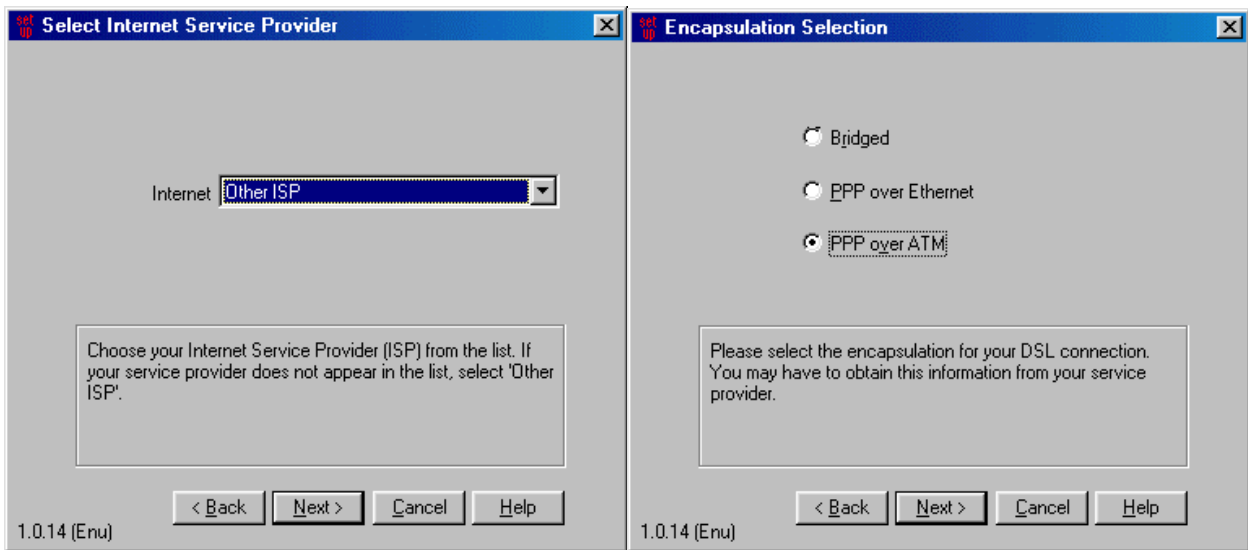 set up Select Internet Service Provider
Internet Other ISP
Choose your Internet Service Provider (ISP) from the list. If
your service provider does not appear in the list, select 'Other
ISP'.
< Back Next > Cancel Help
1.0.14 (Enu)
set up Encapsulation Selection
Bridged
PPP over Ethernet
PPP over ATM
Please select the encapsulation for your DSL connection.
You may have to obtain this information from your service
provider.
< Back Next > Cancel Help
1.0.14 (Enu)